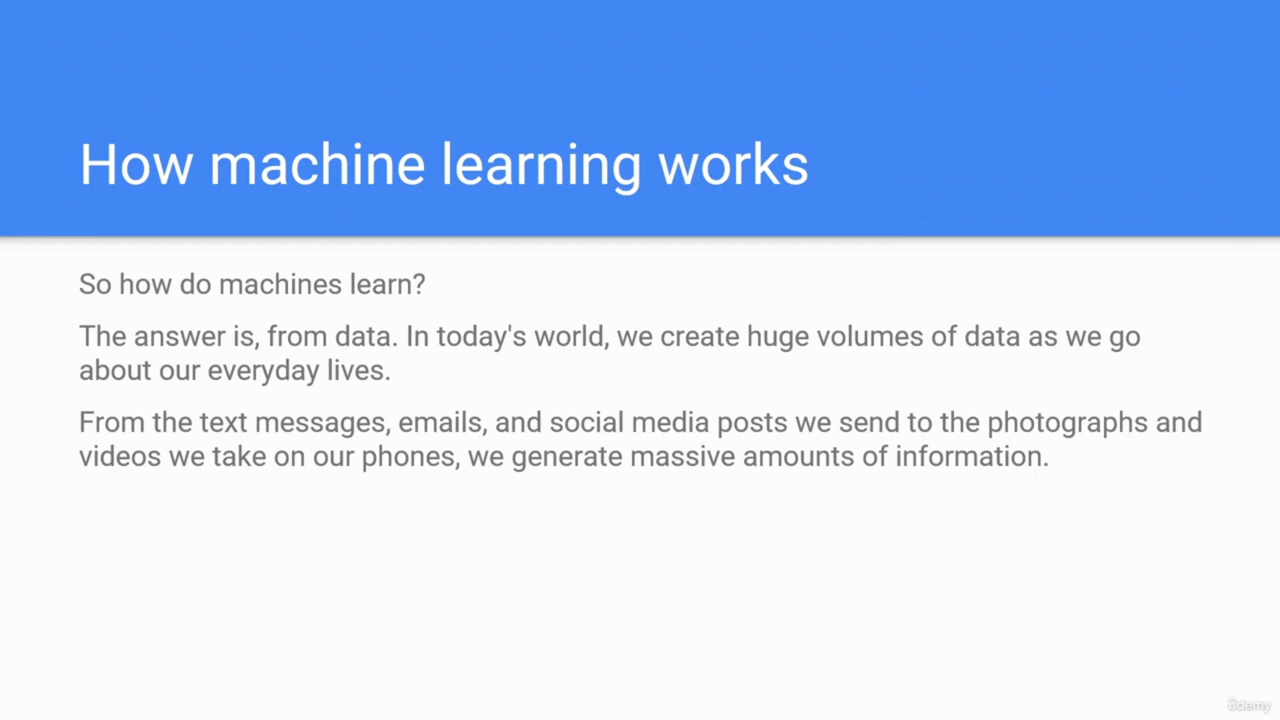 How machine learning works
So how do machines learn?
The answer is, from data. In today's world, we create huge volumes of data as we go
about our everyday lives.
From the text messages, emails, and social media posts we send to the photographs and
videos we take on our phones, we generate massive amounts of information.
ûdemy